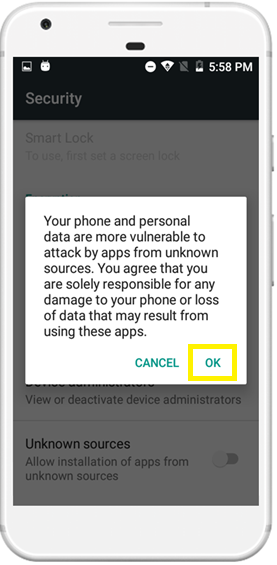 5:58 PM
Security
Smart Lock
To use, first set a screen lock
Your phone and personal
data are more vulnerable to
attack by apps from unknown
sources. You agree that you
are solely responsible for any
damage to your phone or loss
of data that may result from
using these apps.
CANCEL OK
Device administrators
View or deactivate device administrators
Unknown sources
Allow installation of apps from
unknown sources